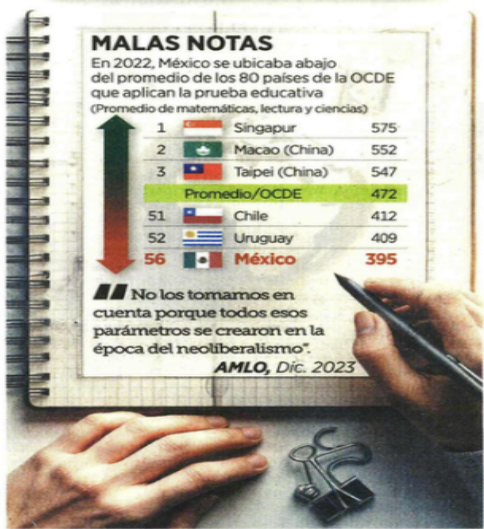 MALAS NOTAS
En 2022, México se ubicaba abajo
del promedio de los 80 países de la OCDE
que aplican la prueba educativa
(Promedio de matemáticas, lectura y ciencias)
1 Singapur 575
2 Macao (China) 552
3 Taipei (China) 547
Promedio/OCDE 472
51 Chile 412
52 Uruguay 409
56 México 395
"No los tomamos en
cuenta porque todos esos
parámetros se crearon en la
época del neoliberalismo".
AMLO, Dic. 2023